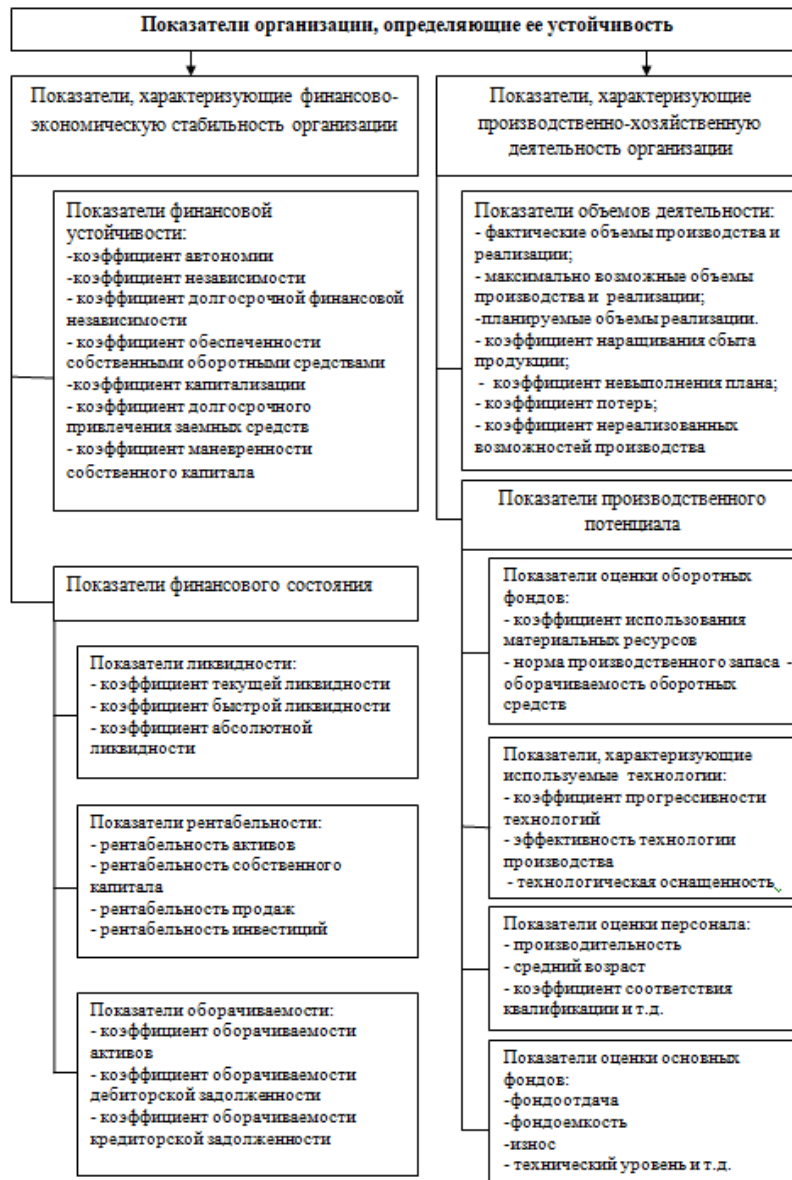 Показатели организации, определяющие ее устойчивость
Показатели, характеризующие финансово-
экономическую стабильность организации
Показатели финансовой
устойчивости:
-коэффициент автономии
-коэффициент независимости
- коэффициент долгосрочной финансовой
независимости
- коэффициент обеспеченности
собственными оборотными средствами
-коэффициент капитализации
- коэффициент долгосрочного
привлечения заемных средств
- коэффициент маневренности
собственного капитала
Показатели финансового состояния
Показатели ликвидности:
- коэффициент текущей ликвидности
- коэффициент быстрой ликвидности
- коэффициент абсолютной
ликвидности
Показатели рентабельности:
- рентабельность активов
- рентабельность собственного
капитала
- рентабельность продаж
- рентабельность инвестиций
Показатели оборачиваемости:
- коэффициент оборачиваемости
активов
- коэффициент оборачиваемости
дебиторской задолженности
- коэффициент оборачиваемости
кредиторской задолженности
Показатели, характеризующие
производственно-хозяйственную
деятельность организации
Показатели объемов деятельности:
- фактические объемы производства и
реализации;
- максимально возможные объемы
производства и реализации;
-планируемые объемы реализации.
- коэффициент наращивания сбыта
продукции;
- коэффициент невыполнения плана;
- коэффициент потерь;
- коэффициент нереализованных
возможностей производства
Показатели производственного
потенциала
Показатели оценки оборотных
фондов:
- коэффициент использования
материальных ресурсов
- норма производственного запаса -
оборачиваемость оборотных
средств
Показатели, характеризующие
используемые технологии:
- коэффициент прогрессивности
технологий
- эффективность технологии
производства
- технологическая оснащенность
Показатели оценки персонала:
- производительность
- средний возраст
- коэффициент соответствия
квалификации и т.д.
Показатели оценки основных
фондов:
-фондоотдача
-фондоемкость
-износ
- технический уровень и т.д.